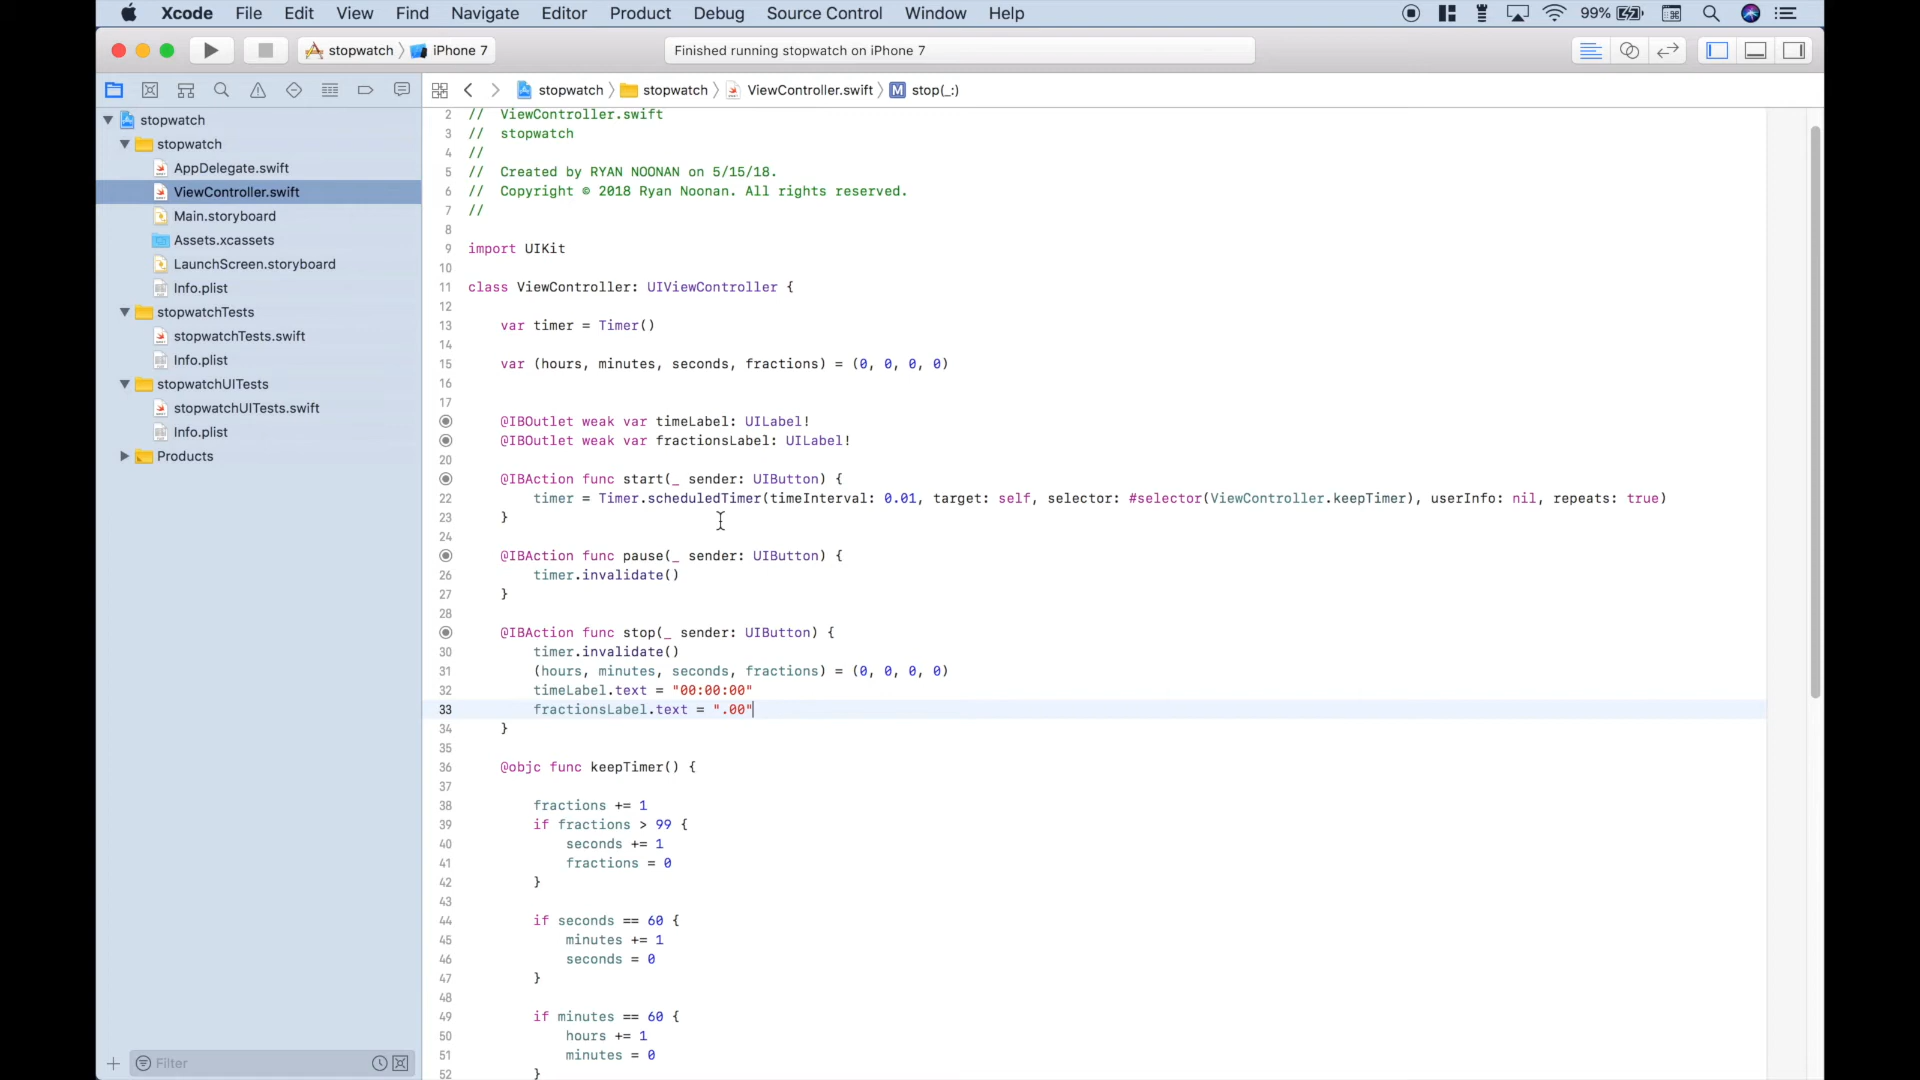 Xcode File Edit View Find Navigate Editor Product Debug Source Control Window Help 99%
stopwatch iPhone 7 Finished running stopwatch on iPhone 7
stopwatch stopwatch ViewController.swift M stop(_:)
stopwatch
stopwatch
AppDelegate.swift
ViewController.swift
Main.storyboard
Assets.xcassets
LaunchScreen.storyboard
Info.plist
stopwatchTests
stopwatchTests.swift
Info.plist
stopwatchUITests
stopwatchUITests.swift
Info.plist
Products
Filter
2 //  ViewController.swift
3 //  stopwatch
4 //
5 //  Created by RYAN NOONAN on 5/15/18.
6 //  Copyright © 2018 Ryan Noonan. All rights reserved.
7 //
8
9 import UIKit
10
11 class ViewController: UIViewController {
12
13     var timer = Timer()
14
15     var (hours, minutes, seconds, fractions) = (0, 0, 0, 0)
16
17
@IBOutlet weak var timeLabel: UILabel!
@IBOutlet weak var fractionsLabel: UILabel!
20
@IBAction func start(_ sender: UIButton) {
22         timer = Timer.scheduledTimer(timeInterval: 0.01, target: self, selector: #selector(ViewController.keepTimer), userInfo: nil, repeats: true)
23     }
24
@IBAction func pause(_ sender: UIButton) {
26         timer.invalidate()
27     }
28
@IBAction func stop(_ sender: UIButton) {
30         timer.invalidate()
31         (hours, minutes, seconds, fractions) = (0, 0, 0, 0)
32         timeLabel.text = "00:00:00"
33         fractionsLabel.text = ".00"
34     }
35
36     @objc func keepTimer() {
37
38         fractions += 1
39         if fractions > 99 {
40             seconds += 1
41             fractions = 0
42         }
43
44         if seconds == 60 {
45             minutes += 1
46             seconds = 0
47         }
48
49         if minutes == 60 {
50             hours += 1
51             minutes = 0
52         }